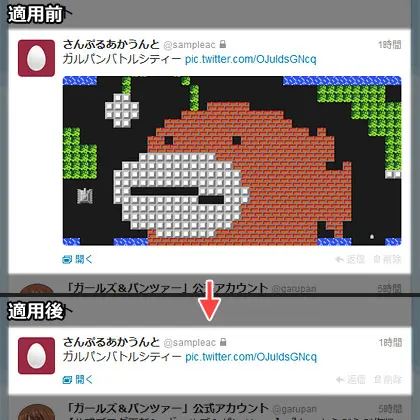 適用前
さんぷるあかうんと @sampleac 1時間
ガルパンバトルシティー pic.twitter.com/OJuldsGNcq
開く 返信 削除
「ガールズ&パンツァー」公式アカウント @garupan 5時間
適用後
さんぷるあかうんと @sampleac 1時間
ガルパンバトルシティー pic.twitter.com/OJuldsGNcq
開く 返信 削除
「ガールズ&パンツァー」公式アカウント @garupan 5時間